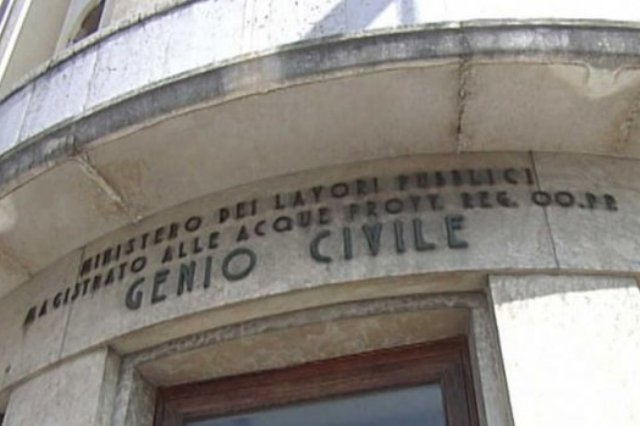 MINISTERO DEI LAVORI PUBBLICI
MAGISTRATO ALLE ACQUE PROVV. REG. OO.PP.
GENIO CIVILE